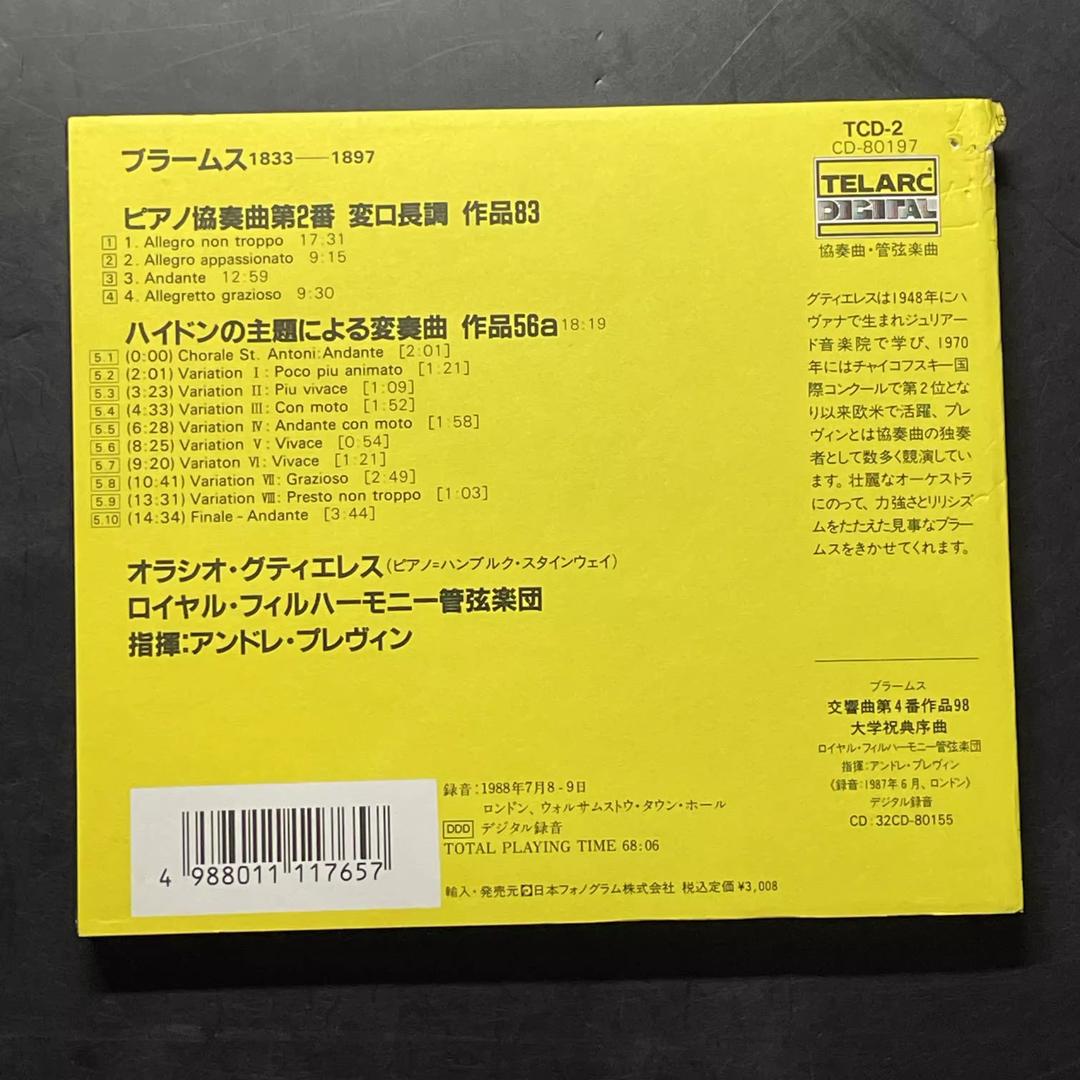 ブラームス1833──1897
ピアノ協奏曲第2番 変ロ長調 作品83
1 1. Allegro non troppo 17:31
2 2. Allegro appassionato 9:15
3 3. Andante 12:59
4 4. Allegretto grazioso 9:30
ハイドンの主題による変奏曲 作品56a 18:19
5.1 (0:00) Chorale St. Antoni:Andante [2:01]
5.2 (2:01) Variation Ⅰ: Poco piu animato [1:21]
5.3 (3:23) Variation Ⅱ: Piu vivace [1:09]
5.4 (4:33) Variation Ⅲ: Con moto [1:52]
5.5 (6:28) Variation Ⅳ: Andante con moto [1:58]
5.6 (8:25) Variation Ⅴ: Vivace [0:54]
5.7 (9:20) Variaton Ⅵ: Vivace [1:21]
5.8 (10:41) Variation Ⅶ: Grazioso [2:49]
5.9 (13:31) Variation Ⅷ: Presto non troppo [1:03]
5.10 (14:34) Finale - Andante [3:44]
オラシオ・グティエレス(ピアノ=ハンブルク・スタインウェイ)
ロイヤル・フィルハーモニー管弦楽団
指揮:アンドレ・プレヴィン
録音:1988年7月8-9日
ロンドン、ウォルサムストウ・タウン・ホール
DDD デジタル録音
TOTAL PLAYING TIME 68:06
輸入・発売元 日本フォノグラム株式会社 税込定価¥3,008
4 988011 117657
TCD-2
CD-80197
TELARC
DIGITAL
協奏曲・管弦楽曲
グティエレスは1948年にハ
ヴァナで生まれジュリアー
ド音楽院で学び、1970
年にはチャイコフスキー国
際コンクールで第2位とな
り以来欧米で活躍、プレ
ヴィンとは協奏曲の独奏
者として数多く競演してい
ます。壮麗なオーケストラ
にのって、力強さとリリシズ
ムをたたえた見事なブラー
ムスをきかせてくれます。
ブラームス
交響曲第4番作品98
大学祝典序曲
ロイヤル・フィルハーモニー管弦楽団
指揮:アンドレ・プレヴィン
《録音:1987年6月、ロンドン》
デジタル録音
CD:32CD-80155